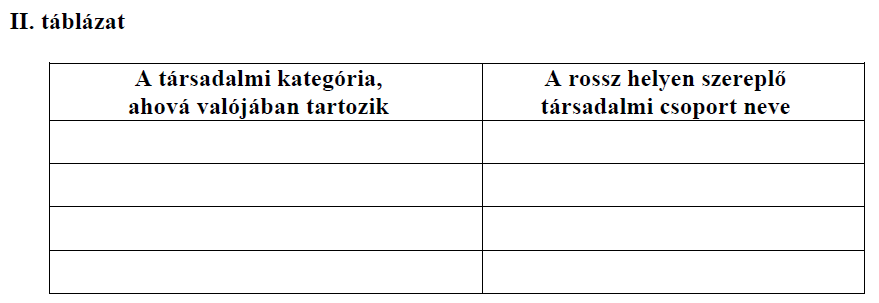 II. táblázat
A társadalmi kategória,
ahová valójában tartozik
A rossz helyen szereplő
társadalmi csoport neve